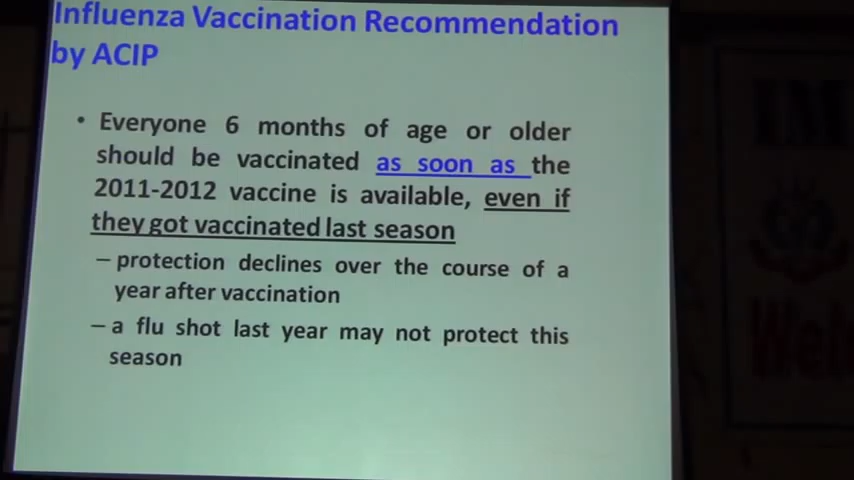 Influenza Vaccination Recommendation
by ACIP
• Everyone 6 months of age or older
should be vaccinated as soon as the
2011-2012 vaccine is available, even if
they got vaccinated last season
– protection declines over the course of a
year after vaccination
– a flu shot last year may not protect this
season